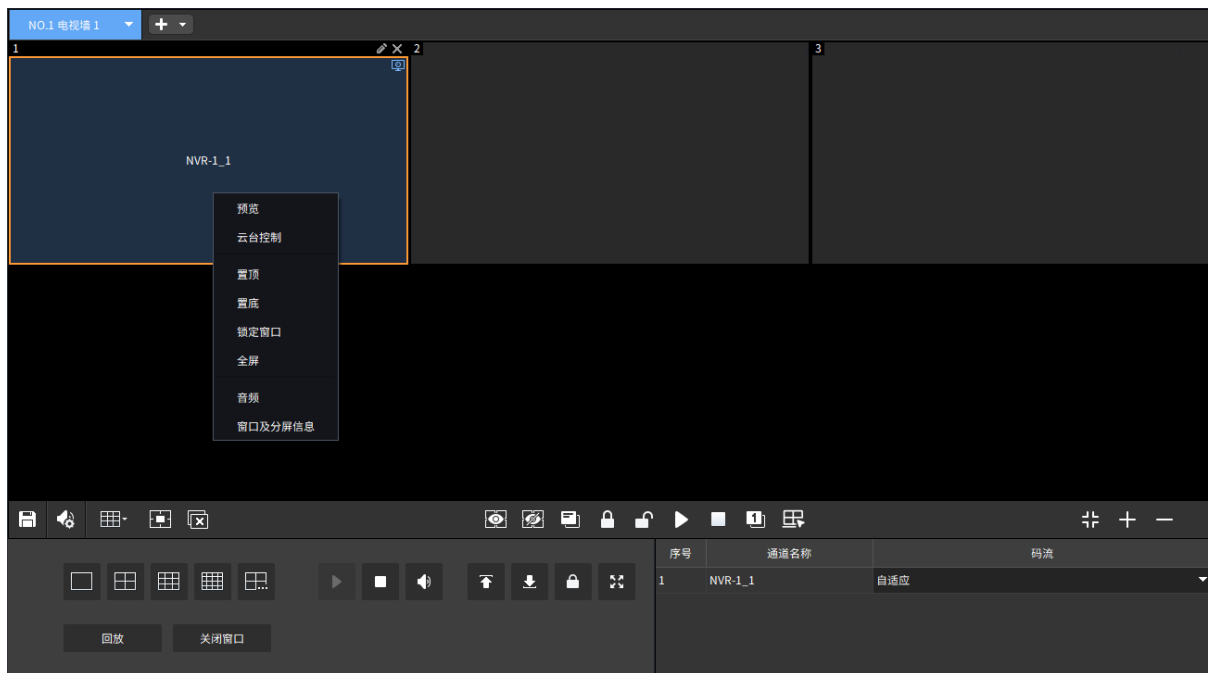 NO.1 电视墙 1
1
2
3
NVR-1_1
预览
云台控制
置顶
置底
锁定窗口
全屏
音频
窗口及分屏信息
1
序号 通道名称 码流
1 NVR-1_1 自适应
回放 关闭窗口